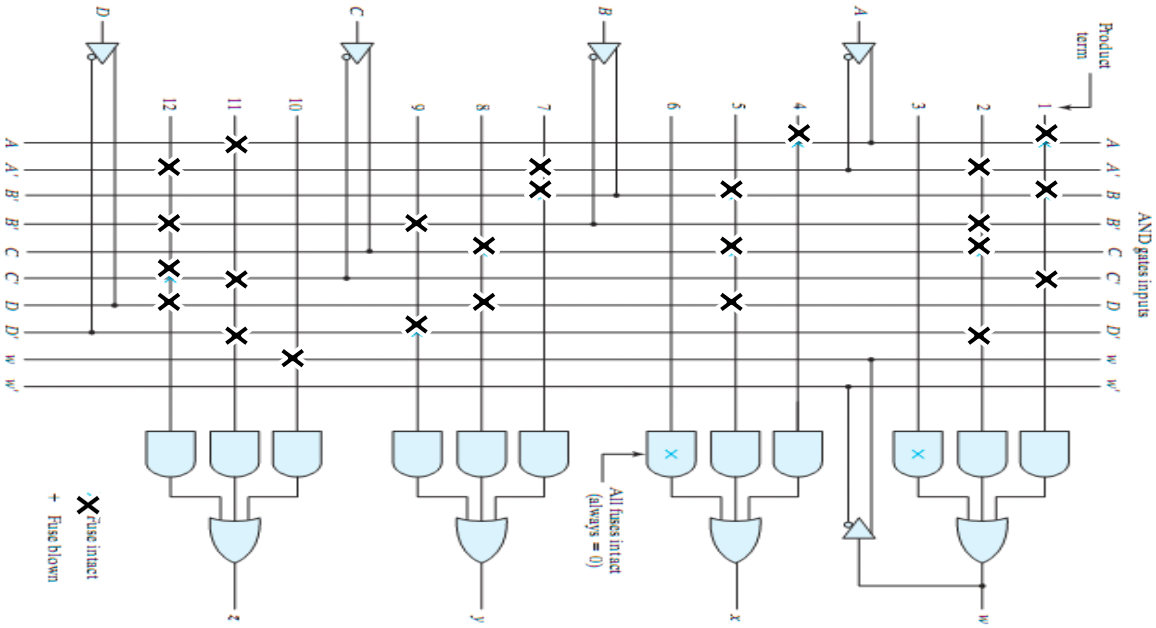 AND gates inputs
A A' B B' C C' D D' w w'
Product
term
1
2
w
3
A
4
5
x
6
All fuses intact
(always = 0)
B
7
8
y
9
C
10
11
z
12
D
Fuse intact
+ Fuse blown
A A' B' B' C C' D D' w w'